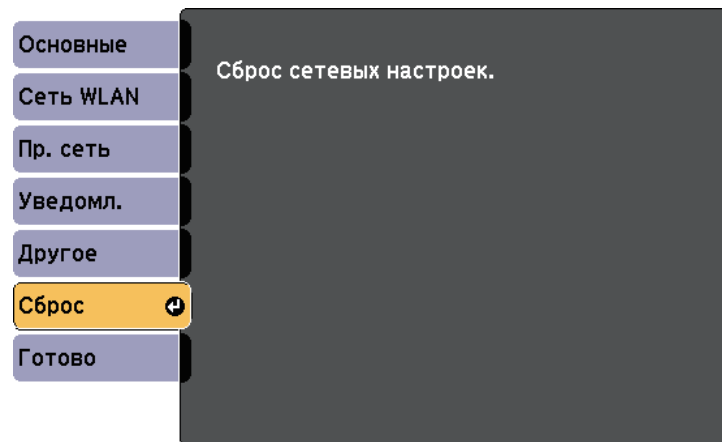 Основные
Сеть WLAN
Пр. сеть
Уведомл.
Другое
Сброс
Готово
Сброс сетевых настроек.